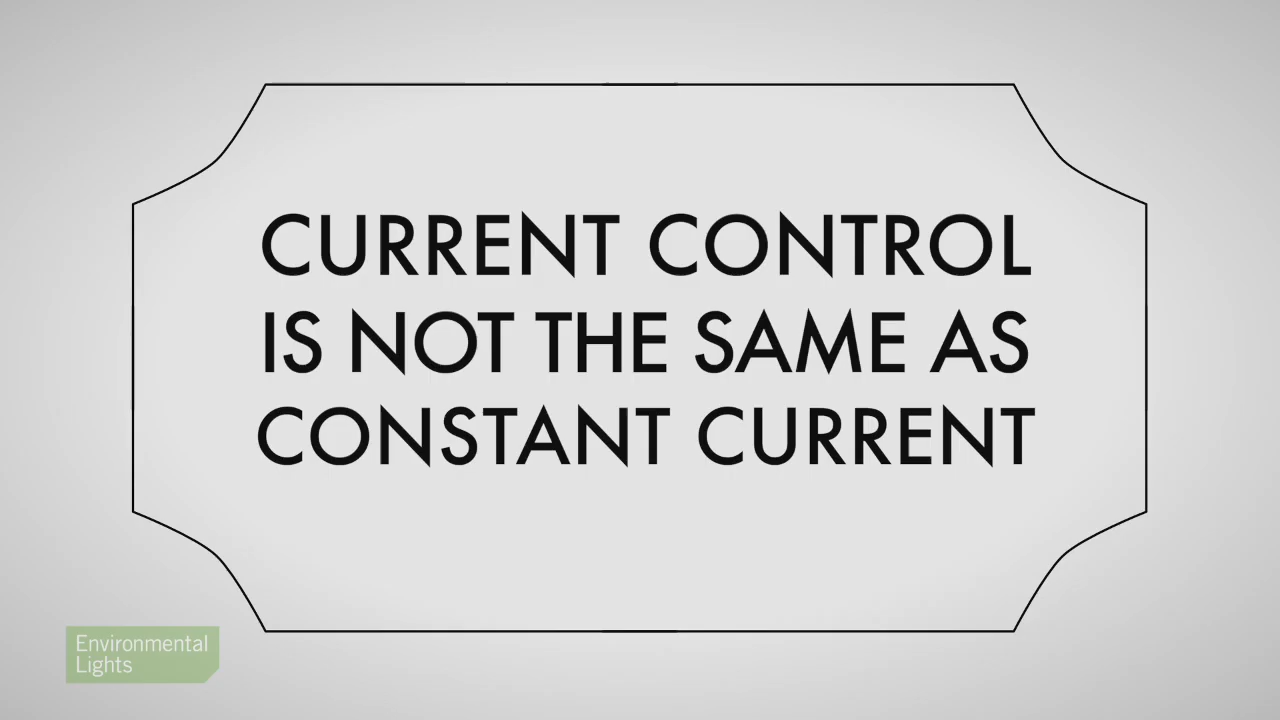 CURRENT CONTROL
IS NOT THE SAME AS
CONSTANT CURRENT
Environmental
Lights